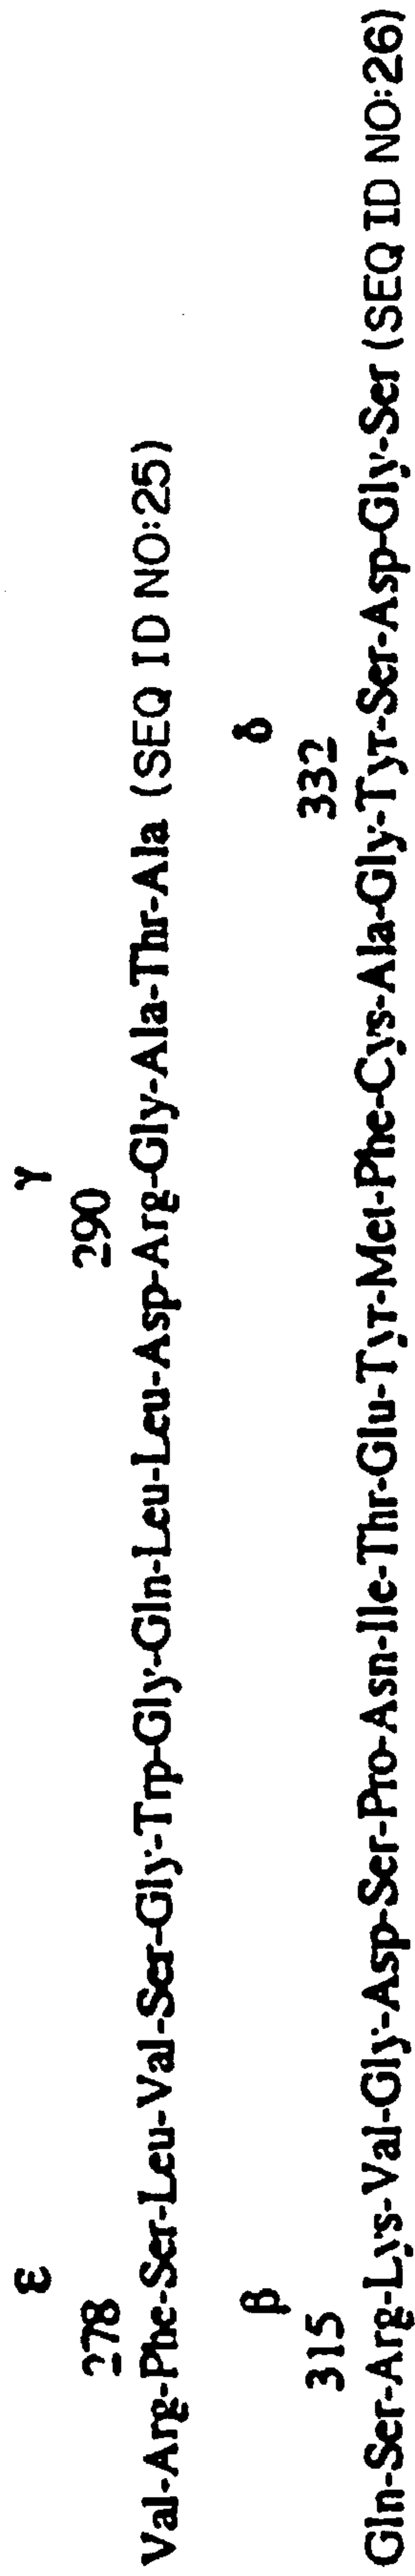 ε γ
278 290
Val-Arg-Phe-Ser-Leu-Val-Ser-Gly-Trp-Gly-Gln-Leu-Leu-Asp-Arg-Gly-Ala-Thr-Ala (SEQ ID NO:25)
β δ
315 332
Gln-Ser-Arg-Lys-Val-Gly-Asp-Ser-Pro-Asn-Ile-Thr-Glu-Tyr-Met-Phe-Cys-Ala-Gly-Tyr-Ser-Asp-Gly-Ser (SEQ ID NO:26)